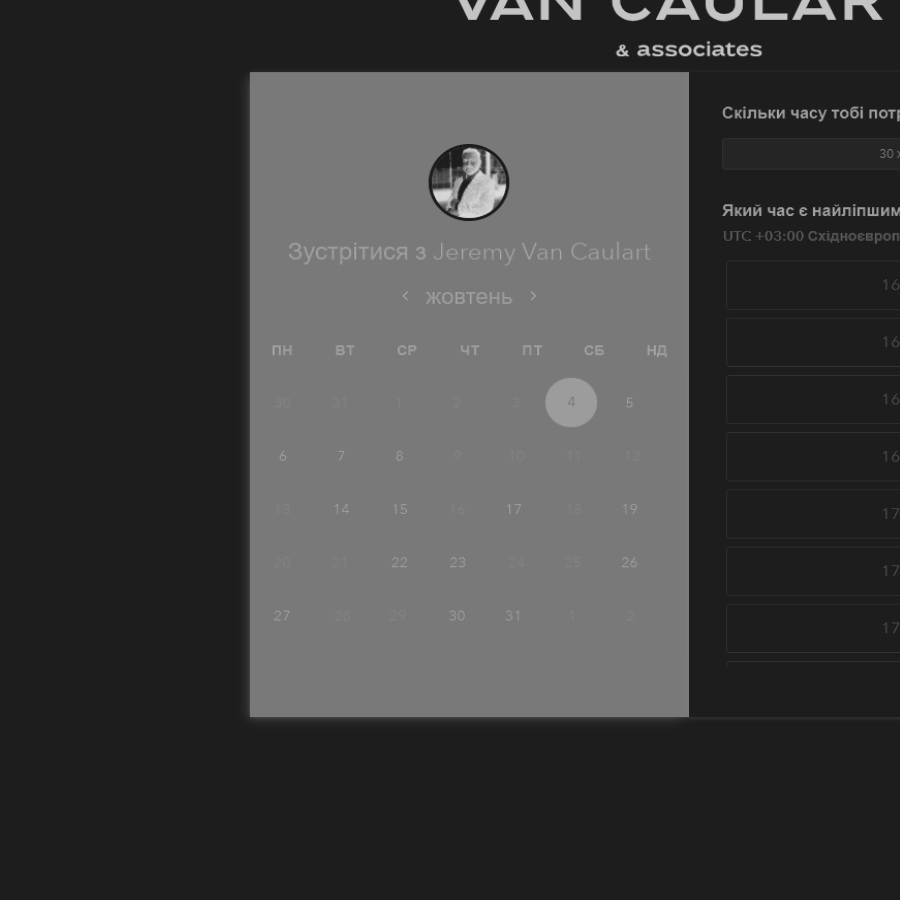 VAN CAULAR
& associates
Зустрітися з Jeremy Van Caulart
жовтень
ПН ВТ СР ЧТ ПТ СБ НД
30 31 1 2 3 4 5
6 7 8 9 10 11 12
13 14 15 16 17 18 19
20 21 22 23 24 25 26
27 28 29 30 31 1 2
Скільки часу тобі
30
Який час є найліпшим
UTC +03:00
16
16
16
16
17
17
17